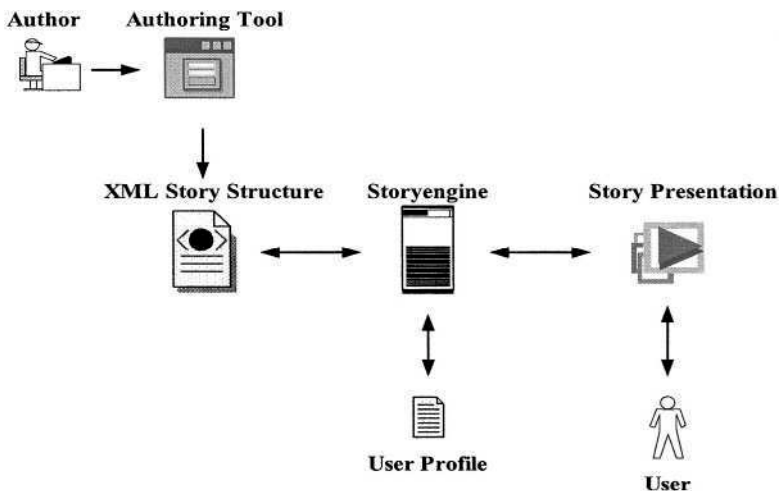 Author
Authoring Tool
XML Story Structure
Storyengine
Story Presentation
User Profile
User